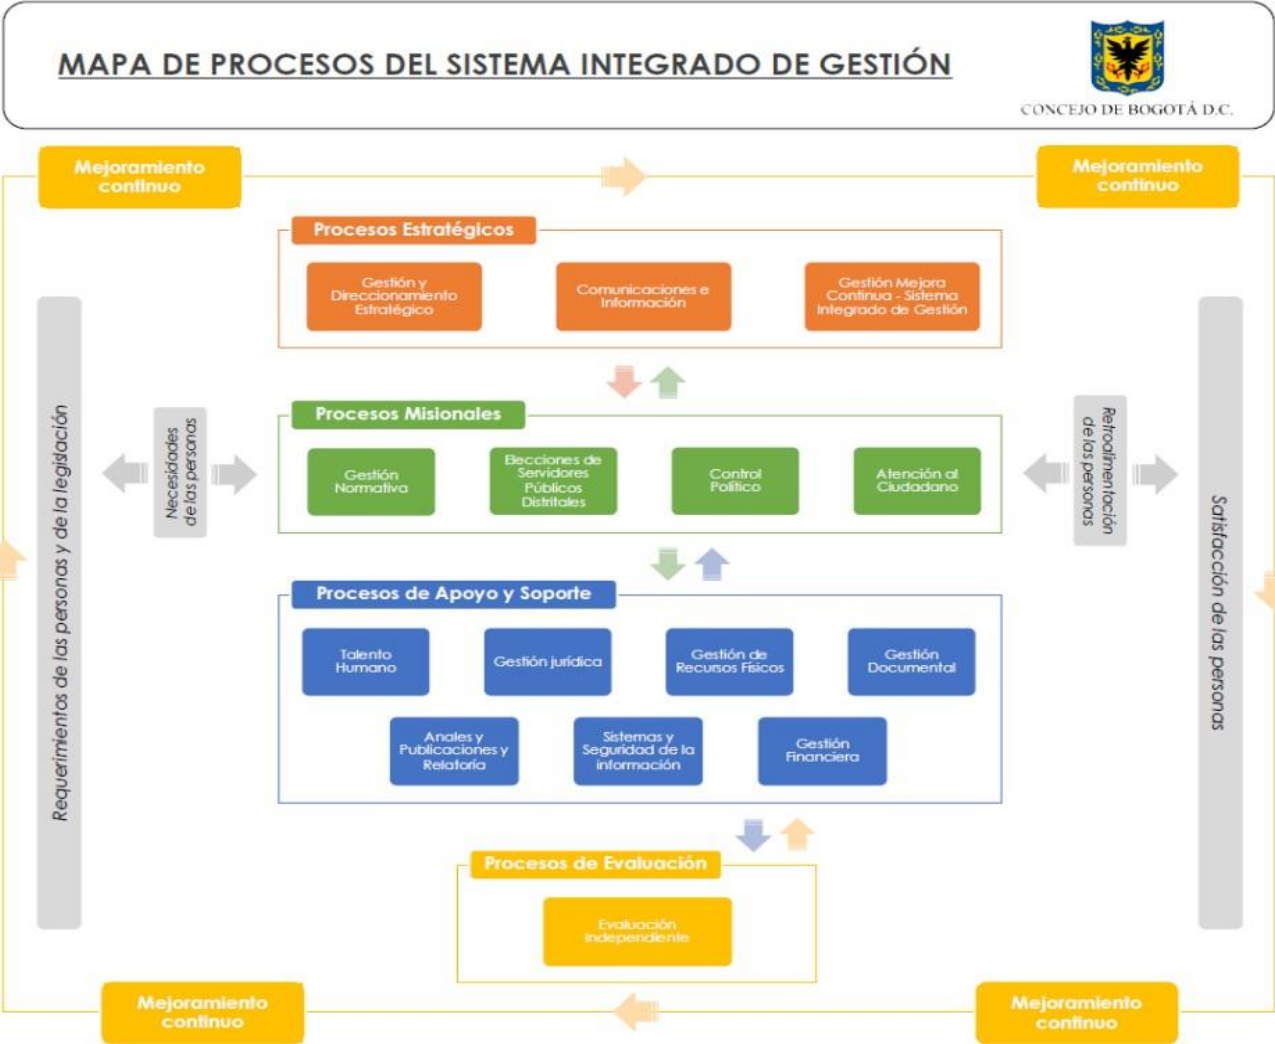 MAPA DE PROCESOS DEL SISTEMA INTEGRADO DE GESTIÓN
CONCEJO DE BOGOTÁ D.C.
Mejoramiento
continuo
Mejoramiento
continuo
Procesos Estratégicos
Gestión y
Direccionamiento
Estratégico
Comunicaciones e
Información
Gestión Mejora
Continua - Sistema
Integrado de Gestión
Requerimientos de las personas y de la legislación
Necesidades
de las personas
Procesos Misionales
Gestión
Normativa
Elecciones de
Servidores
Públicos
Distritales
Control
Político
Atención al
Ciudadano
Retroalimentación
de las personas
Satisfacción de las personas
Procesos de Apoyo y Soporte
Talento
Humano
Gestión jurídica
Gestión de
Recursos Físicos
Gestión
Documental
Anales y
Publicaciones y
Relatoría
Sistemas y
Seguridad de la
información
Gestión
Financiera
Procesos de Evaluación
Evaluación
Independiente
Mejoramiento
continuo
Mejoramiento
continuo